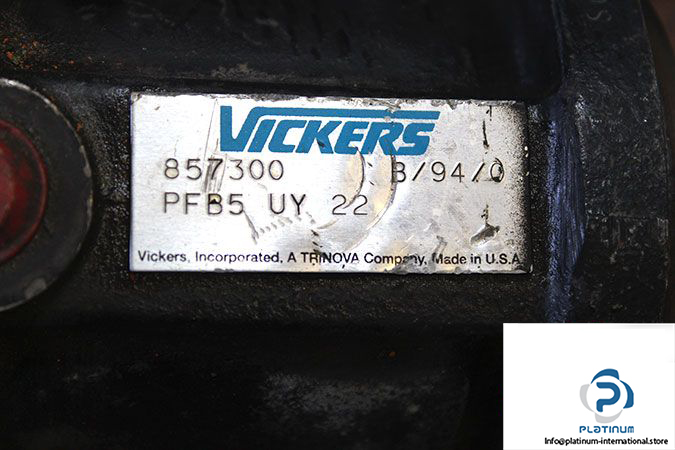 VICKERS
857300 B/94/0
PFB5 UY 22
Vickers, Incorporated, A TRINOVA Company, Made in U.S.A
PLATINUM
Info@platinum-international.store